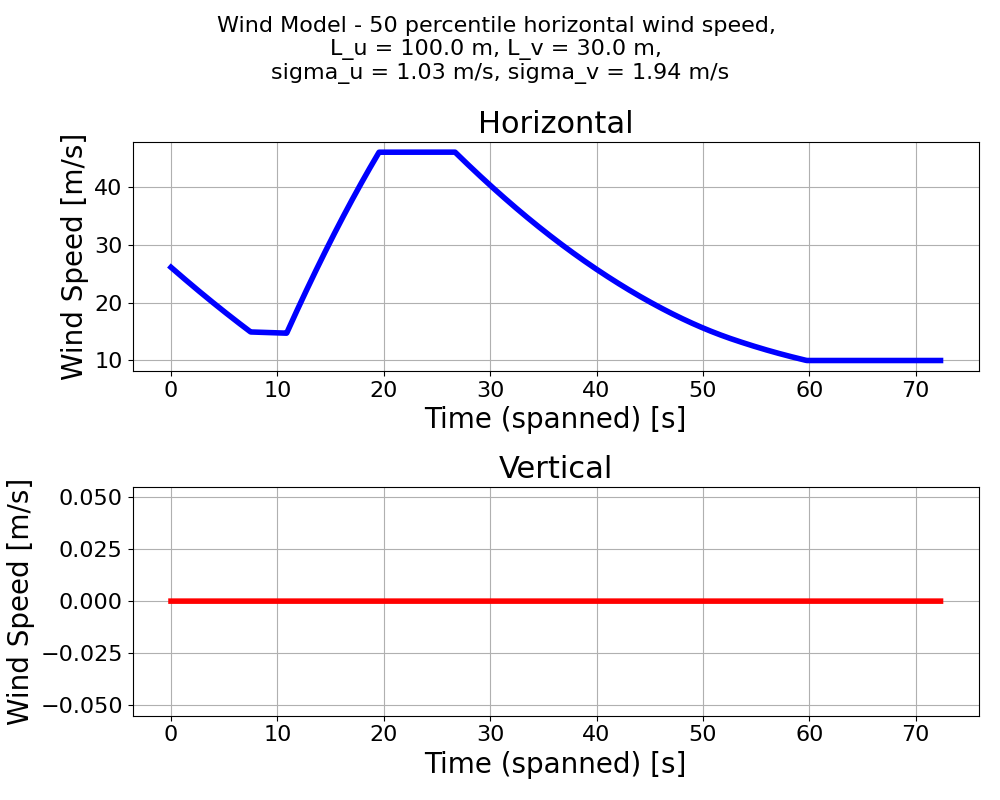 Wind Model - 50 percentile horizontal wind speed,
L_u = 100.0 m, L_v = 30.0 m,
sigma_u = 1.03 m/s, sigma_v = 1.94 m/s
Horizontal
Wind Speed [m/s]
40
30
20
10
0 10 20 30 40 50 60 70
Time (spanned) [s]
Vertical
Wind Speed [m/s]
0.050
0.025
0.000
−0.025
−0.050
0 10 20 30 40 50 60 70
Time (spanned) [s]